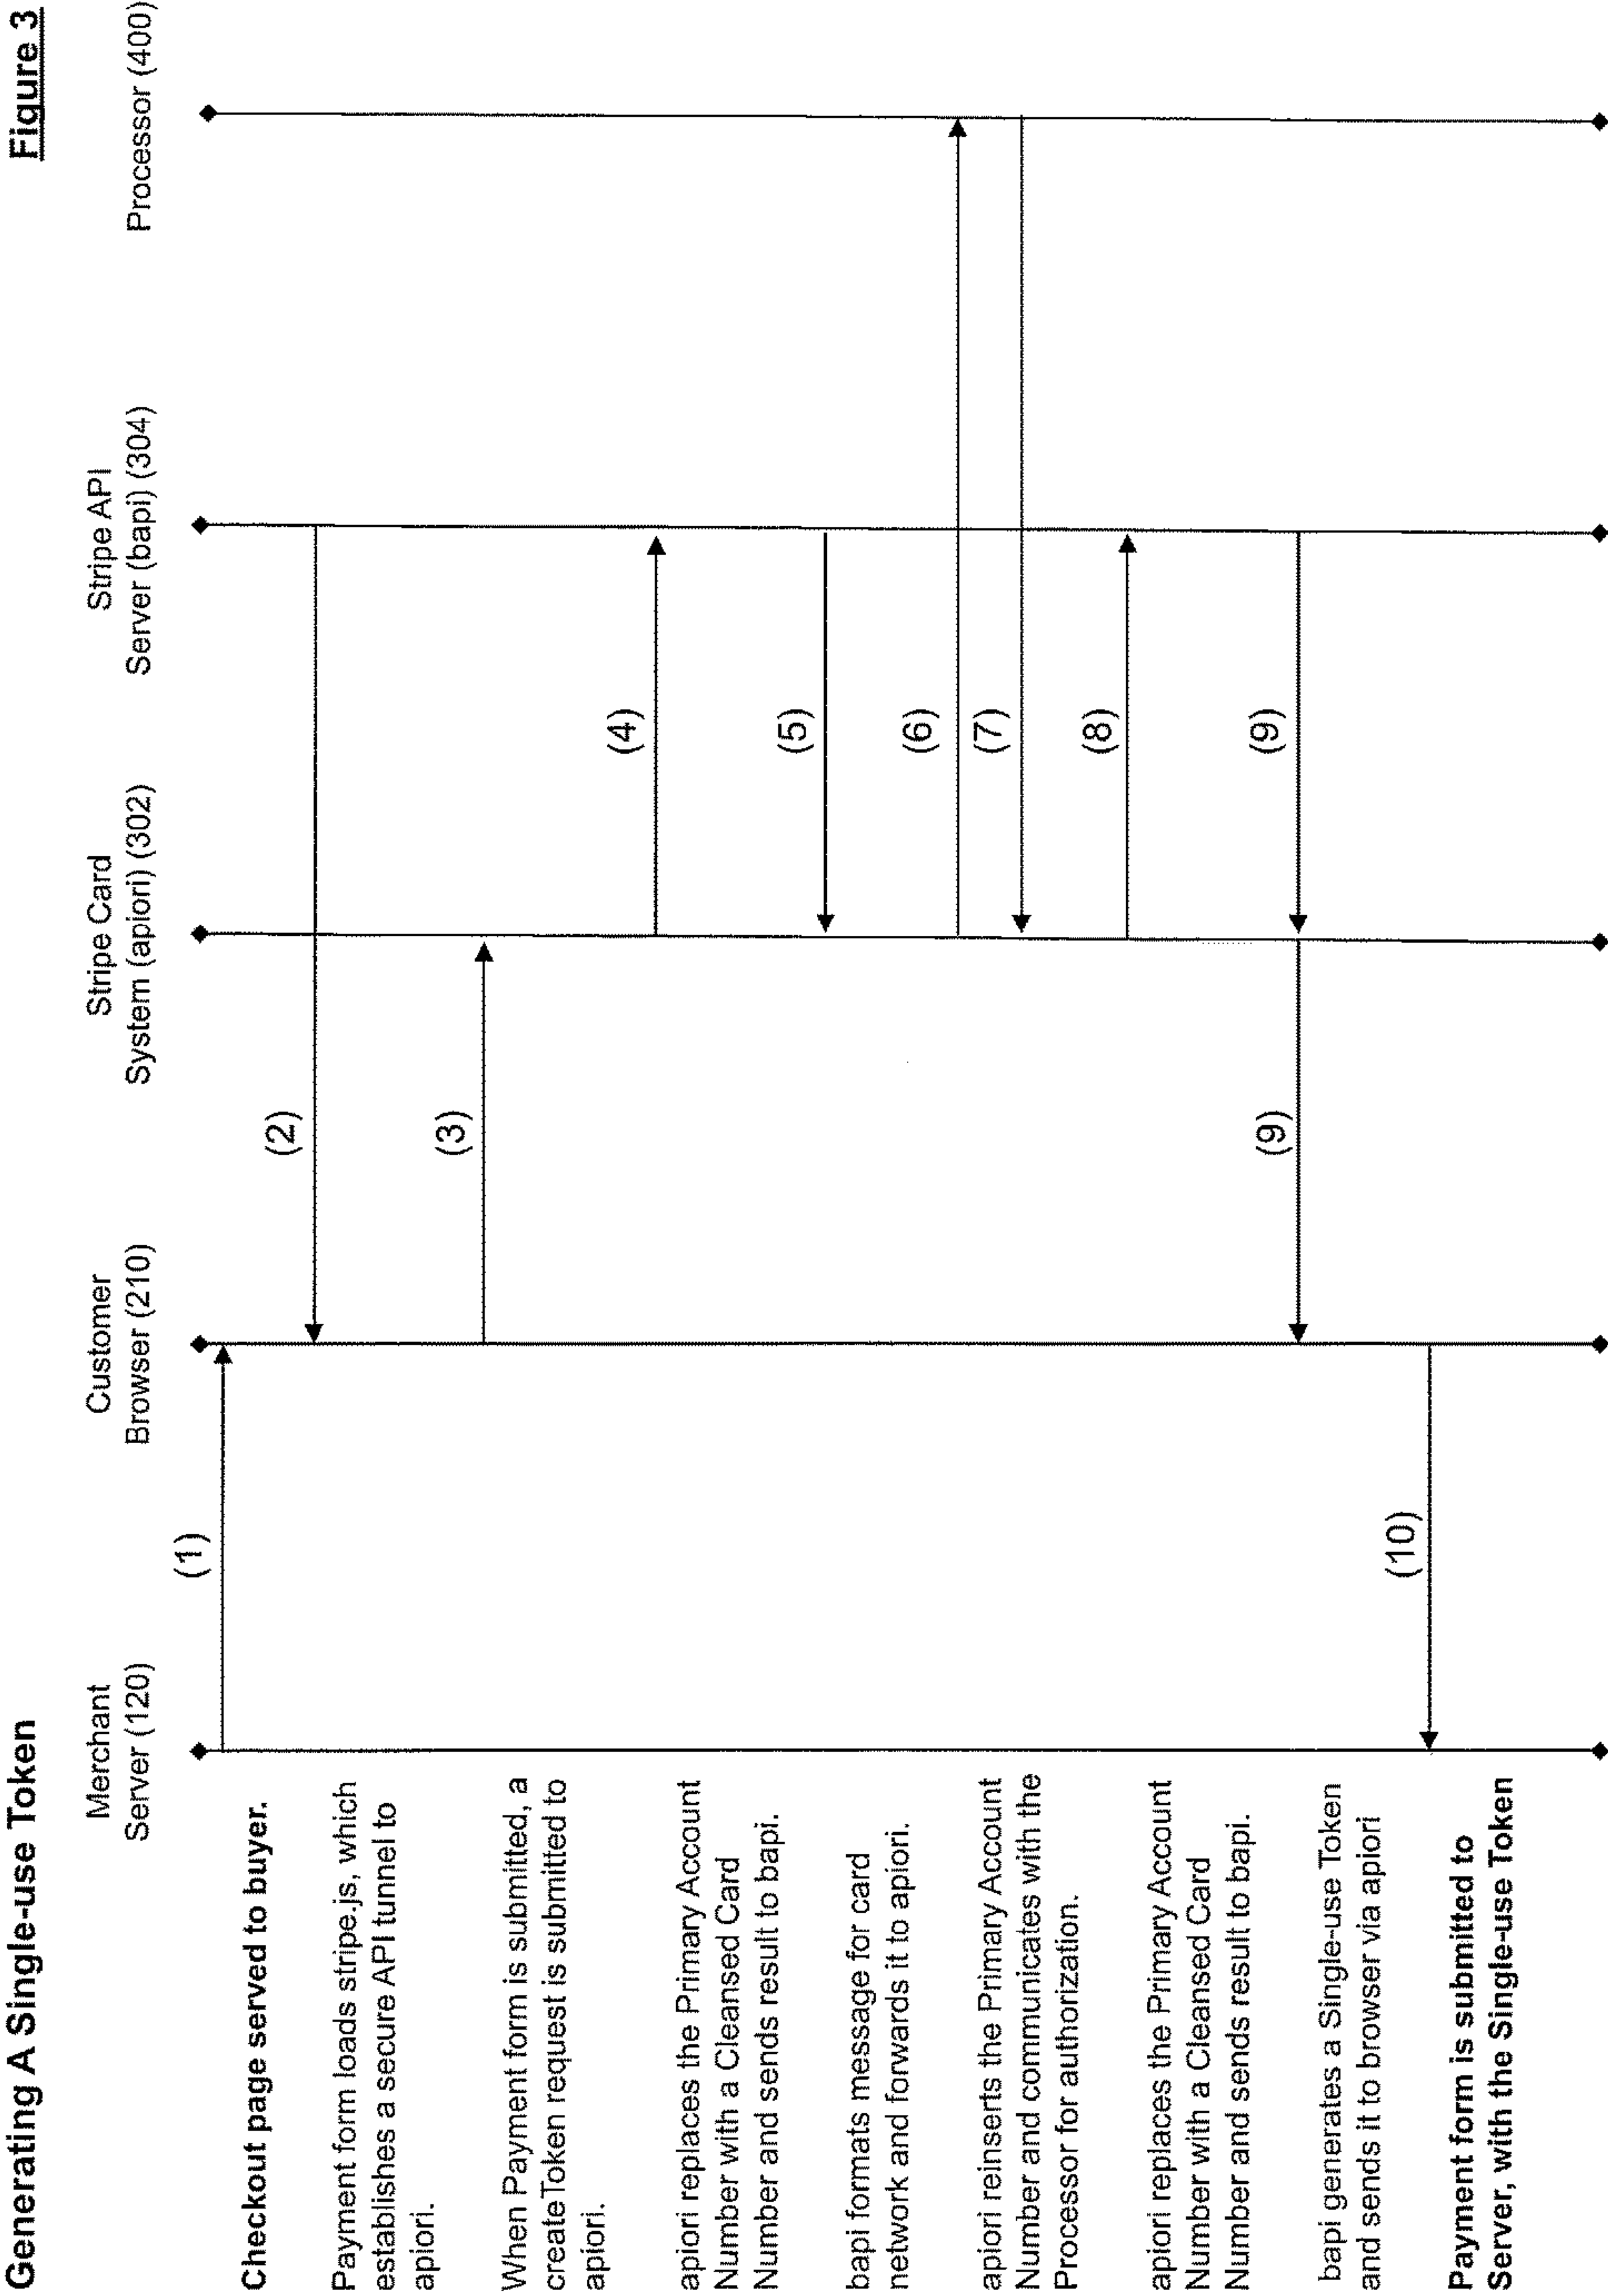 Figure 3
Generating A Single-use Token
Merchant
Server (120)
Customer
Browser (210)
Stripe Card
System (apiori) (302)
Stripe API
Server (bapi) (304)
Processor (400)
Checkout page served to buyer.
(1)
Payment form loads stripe.js, which
establishes a secure API tunnel to
apiori.
(2)
When Payment form is submitted, a
createToken request is submitted to
apiori.
(3)
apiori replaces the Primary Account
Number with a Cleansed Card
Number and sends result to bapi.
(4)
bapi formats message for card
network and forwards it to apiori.
(5)
apiori reinserts the Primary Account
Number and communicates with the
Processor for authorization.
(6)
(7)
apiori replaces the Primary Account
Number with a Cleansed Card
Number and sends result to bapi.
(8)
bapi generates a Single-use Token
and sends it to browser via apiori
(9)
(9)
Payment form is submitted to
Server, with the Single-use Token
(10)